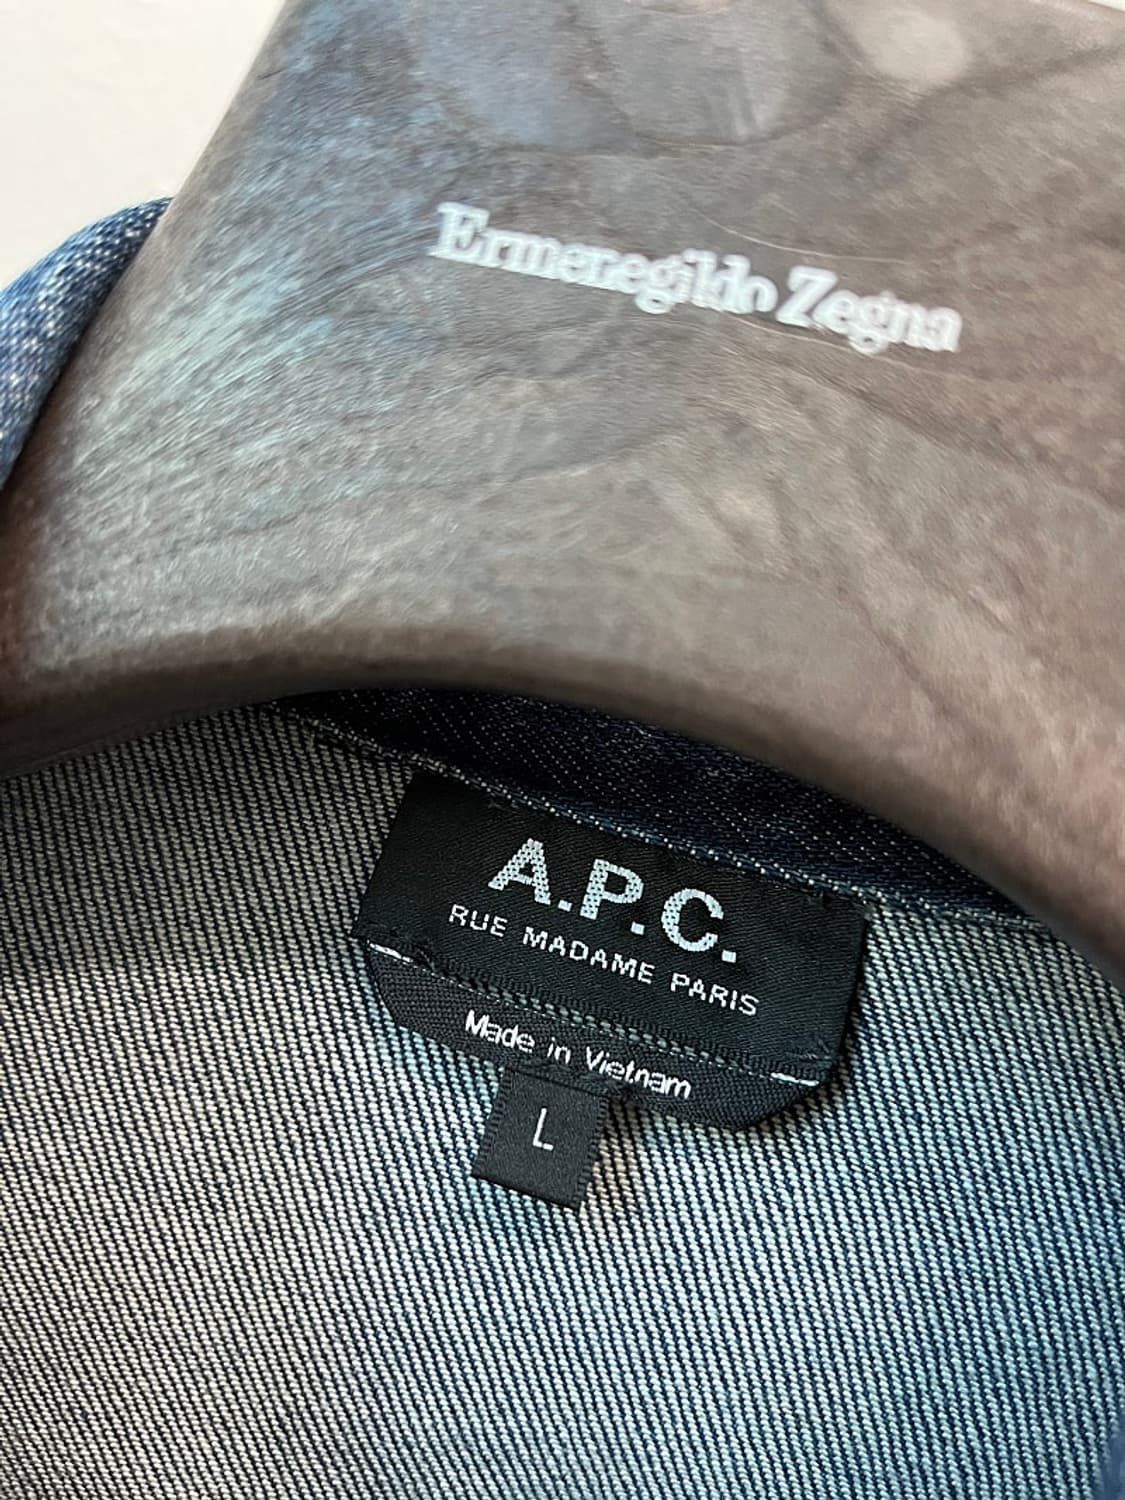 Ermenegildo Zegna
A.P.C.
RUE MADAME PARIS
Made in Vietnam
L